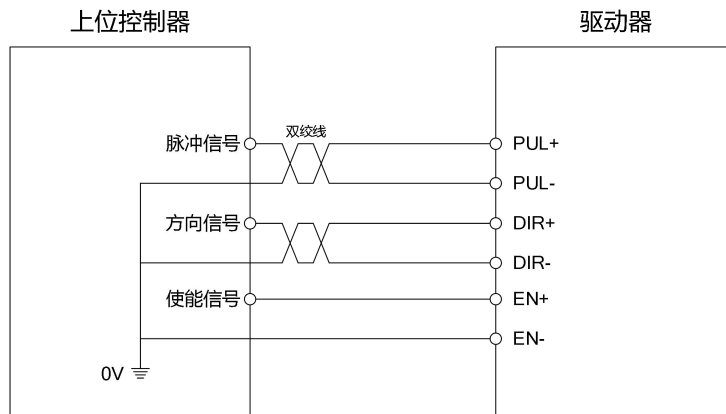 上位控制器
驱动器
双绞线
脉冲信号
PUL+
PUL-
方向信号
DIR+
DIR-
使能信号
EN+
EN-
0V